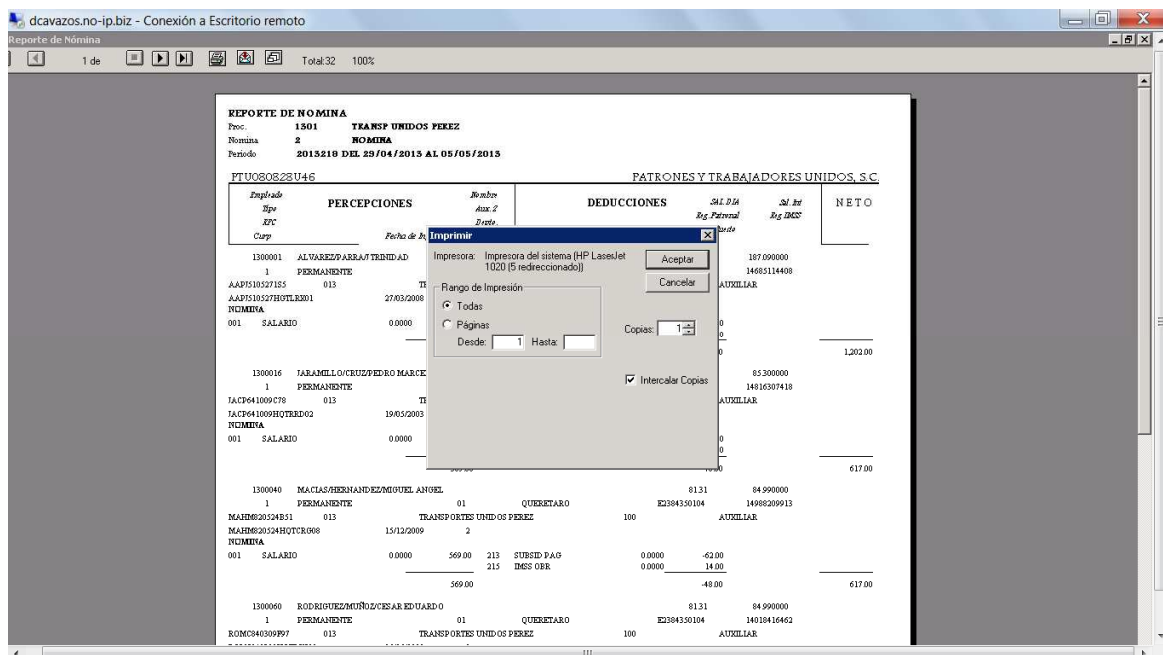 dcavazos.no-ip.biz - Conexión a Escritorio remoto
Reporte de Nómina
1 de Total:32 100%
REPORTE DE NOMINA
Proc. 1301 TRANSP UNIDOS PEREZ
Nomina 2 NOMINA
Periodo 2013218 DEL 29/04/2013 AL 05/05/2013
PTU080828U46 PATRONES Y TRABAJADORES UNIDOS, S.C.
Empleado Nombre SAL.DIA Sal. Int
Tipo PERCEPCIONES Aux. 2 DEDUCCIONES Reg.Patronal Reg IMSS NETO
RFC Depto.
Curp Fecha de
Imprimir
Impresora: Impresora del sistema (HP LaserJet 1020 (5 redireccionado))
Aceptar
Cancelar
Rango de Impresión
Todas
Páginas
Desde: 1 Hasta:
Copias: 1
Intercalar Copias
1300001 ALVAREZ/PARRA/J TRINIDAD 187.090000
1 PERMANENTE 14685114408
AAPJ5105271S5 013 AUXILIAR
AAPJ510527HGTLRX01 27/03/2008
NOMINA
001 SALARIO 0.0000
1,202.00
1300016 JARAMILLO/CRUZ/PEDRO MARCE 85.300000
1 PERMANENTE 14816307418
JACP641009C78 013 AUXILIAR
JACP641009HQTRRD02 19/05/2003
NOMINA
001 SALARIO 0.0000
617.00
1300040 MACIAS/HERNANDEZ/MIGUEL ANGEL 81.31 84.990000
1 PERMANENTE 01 QUERETARO E2384350104 14988209913
MAHM820524B51 013 TRANSPORTES UNIDOS PEREZ 100 AUXILIAR
MAHM820524HQTCRG08 15/12/2009 2
NOMINA
001 SALARIO 0.0000 569.00 213 SUBSID PAG 0.0000 -62.00
215 IMSS OBR 0.0000 14.00
569.00 -48.00 617.00
1300060 RODRIGUEZ/MUÑOZ/CESAR EDUARDO 81.31 84.990000
1 PERMANENTE 01 QUERETARO E2384350104 14018416462
ROMC840309F97 013 TRANSPORTES UNIDOS PEREZ 100 AUXILIAR